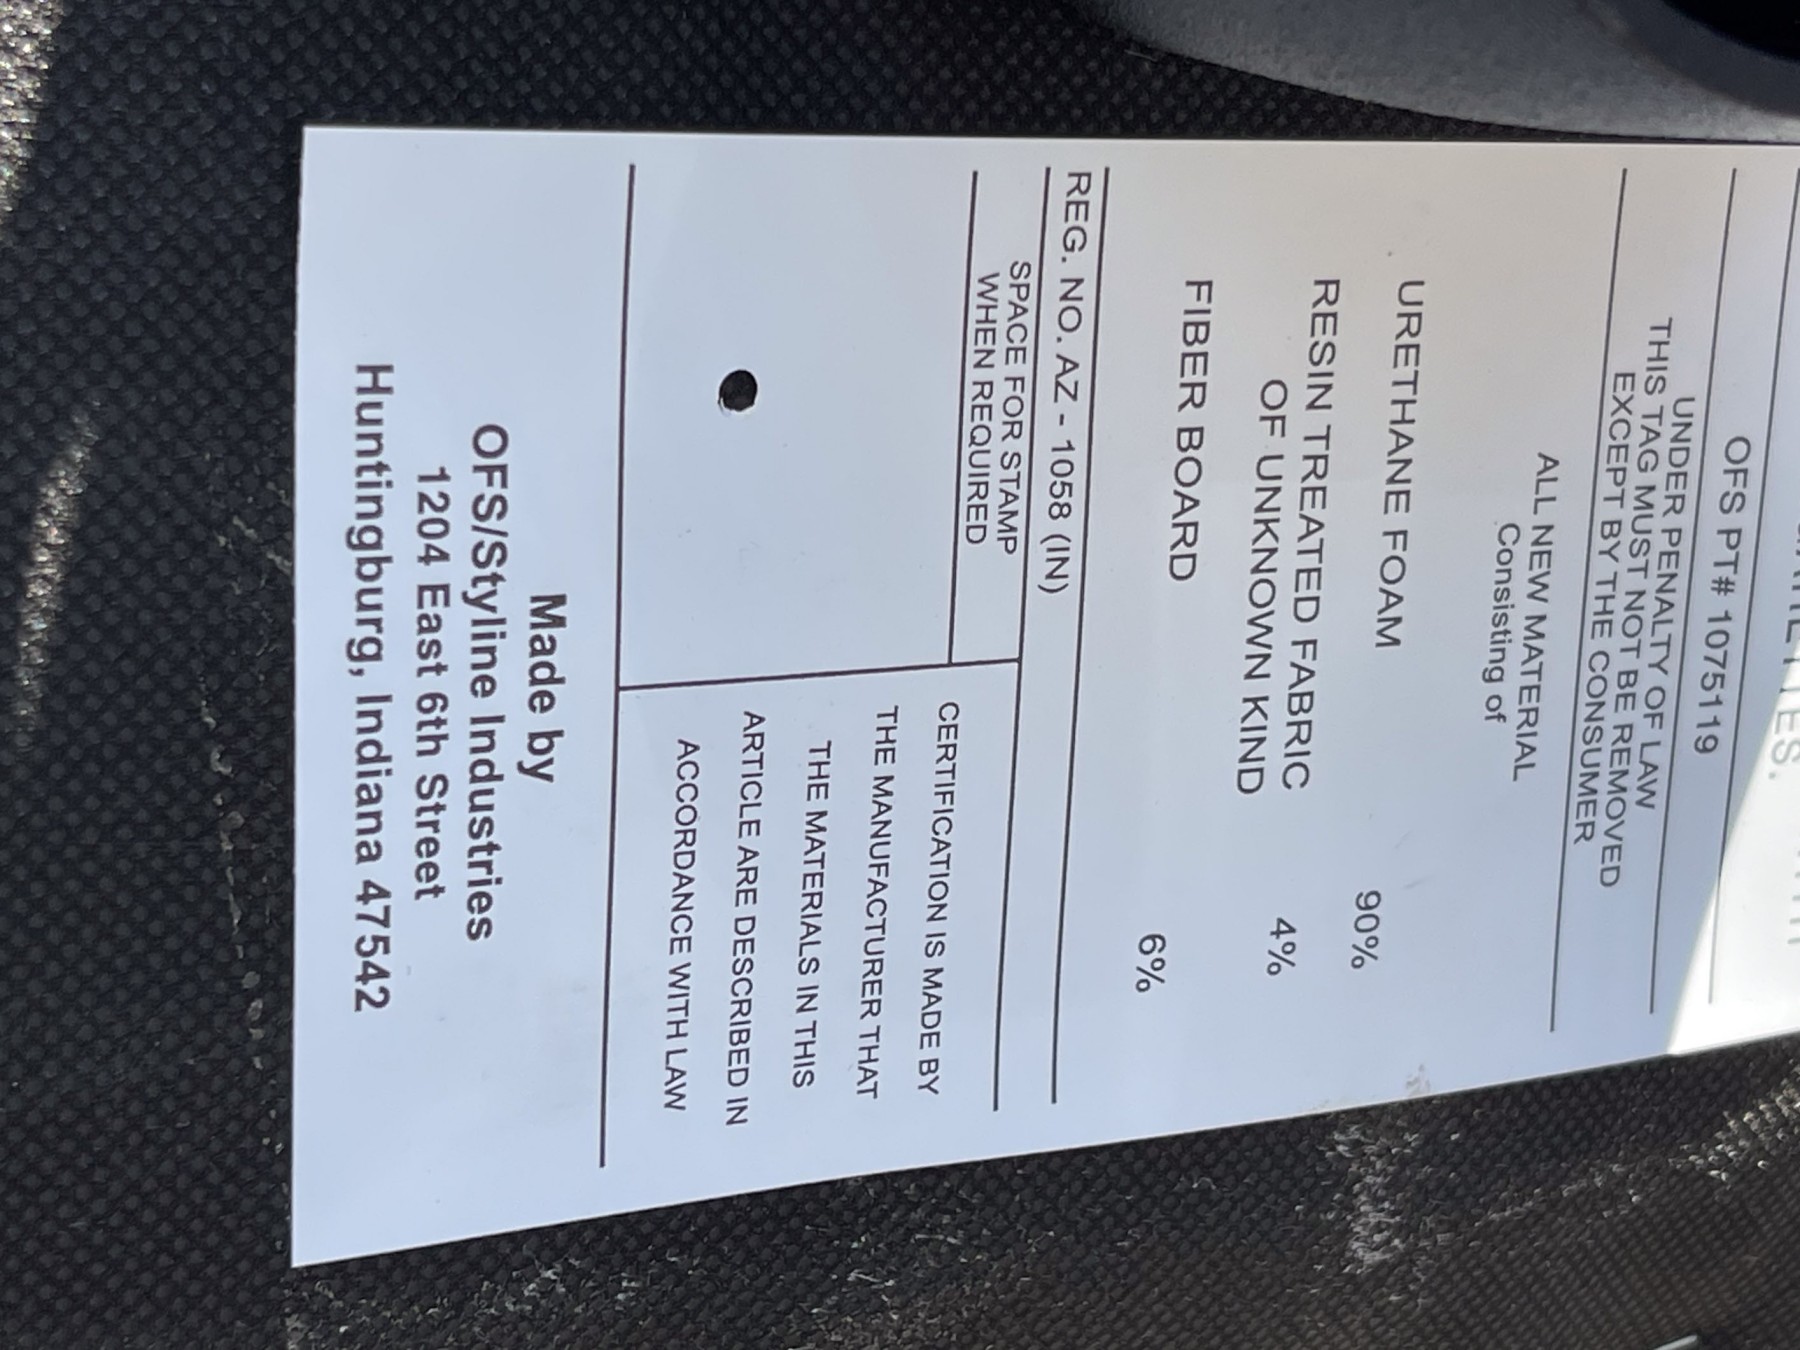 OFS PT# 1075119
UNDER PENALTY OF LAW
THIS TAG MUST NOT BE REMOVED
EXCEPT BY THE CONSUMER
ALL NEW MATERIAL
Consisting of
URETHANE FOAM 90%
RESIN TREATED FABRIC
OF UNKNOWN KIND 4%
FIBER BOARD 6%
REG. NO. AZ - 1058 (IN)
SPACE FOR STAMP
WHEN REQUIRED
CERTIFICATION IS MADE BY
THE MANUFACTURER THAT
THE MATERIALS IN THIS
ARTICLE ARE DESCRIBED IN
ACCORDANCE WITH LAW
Made by
OFS/Styline Industries
1204 East 6th Street
Huntingburg, Indiana 47542